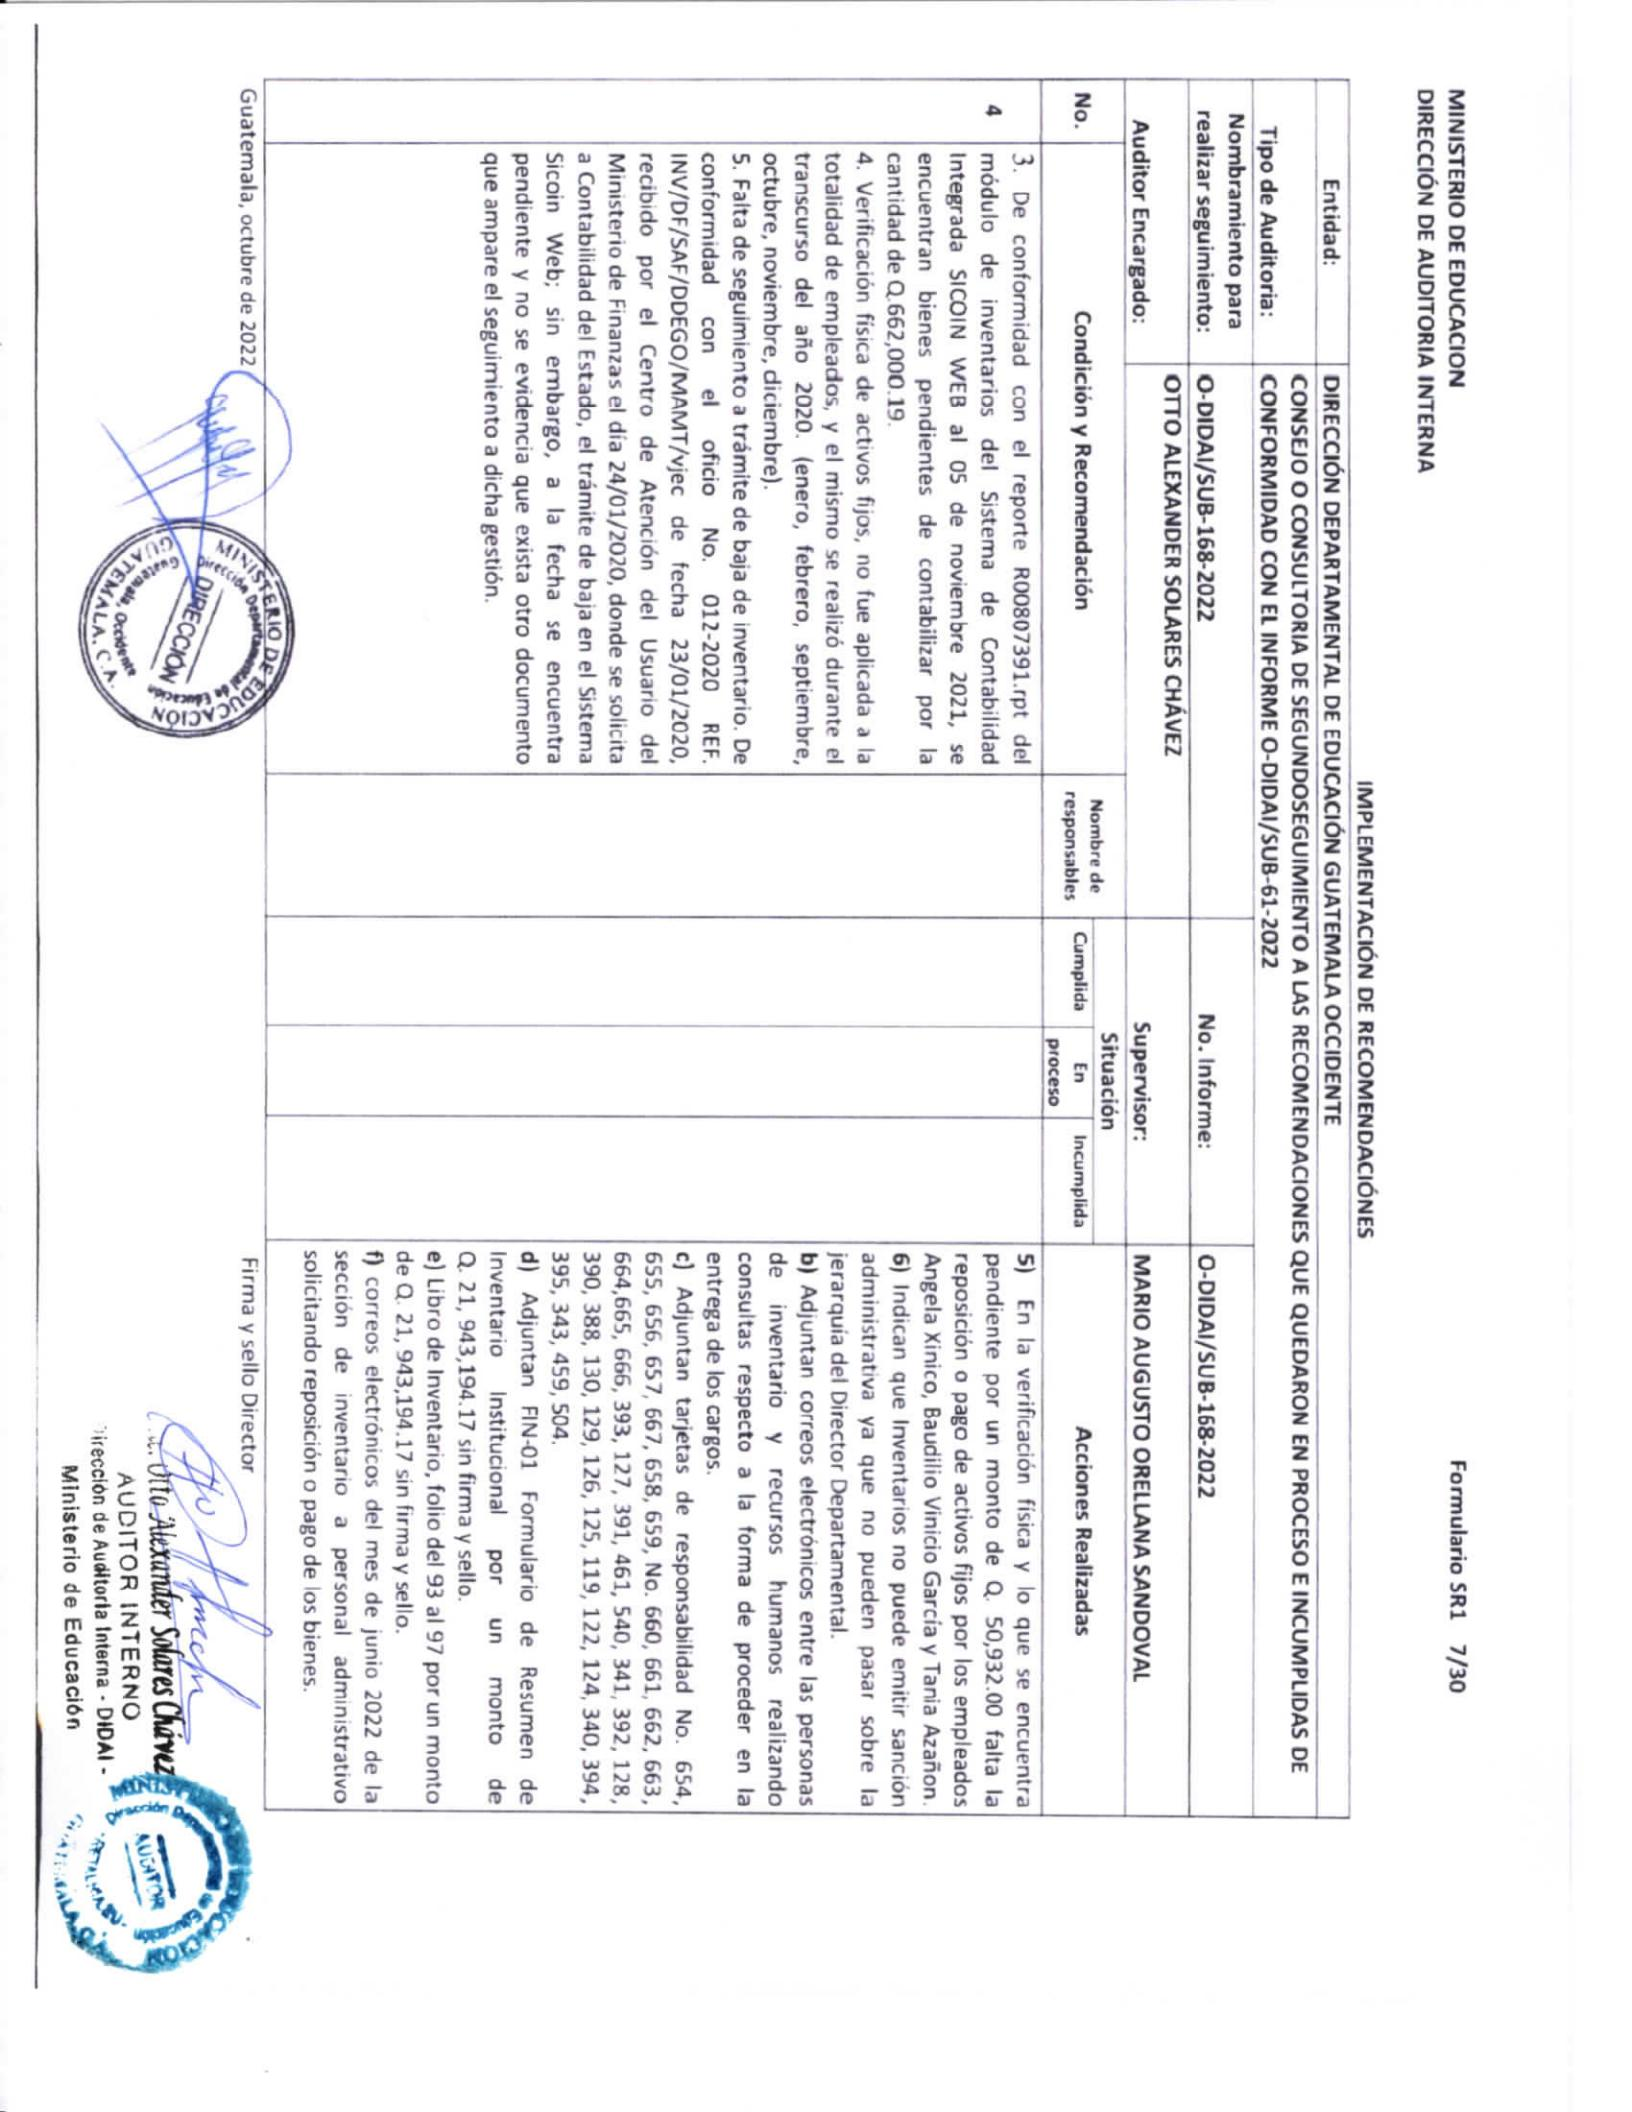 MINISTERIO DE EDUCACION
DIRECCIÓN DE AUDITORIA INTERNA
Formulario SR1 7/30
IMPLEMENTACIÓN DE RECOMENDACIÓNES
Entidad: DIRECCIÓN DEPARTAMENTAL DE EDUCACIÓN GUATEMALA OCCIDENTE
Tipo de Auditoria: CONSEJO O CONSULTORIA DE SEGUNDOSEGUIMIENTO A LAS RECOMENDACIONES QUE QUEDARON EN PROCESO E INCUMPLIDAS DE
CONFORMIDAD CON EL INFORME O-DIDAI/SUB-61-2022
Nombramiento para
realizar seguimiento: O-DIDAI/SUB-168-2022 No. Informe: O-DIDAI/SUB-168-2022
Auditor Encargado: OTTO ALEXANDER SOLARES CHÁVEZ Supervisor: MARIO AUGUSTO ORELLANA SANDOVAL
No. Condición y Recomendación
Nombre de
responsables
Situación
Cumplida
En
proceso
Incumplida
Acciones Realizadas
4
3. De conformidad con el reporte R00807391.rpt del
módulo de inventarios del Sistema de Contabilidad
Integrada SICOIN WEB al 05 de noviembre 2021, se
encuentran bienes pendientes de contabilizar por la
cantidad de Q.662,000.19.
4. Verificación física de activos fijos, no fue aplicada a la
totalidad de empleados, y el mismo se realizó durante el
transcurso del año 2020. (enero, febrero, septiembre,
octubre, noviembre, diciembre).
5. Falta de seguimiento a trámite de baja de inventario. De
conformidad con el oficio No. 012-2020 REF.
INV/DF/SAF/DDEGO/MAMT/vjec de fecha 23/01/2020,
recibido por el Centro de Atención del Usuario del
Ministerio de Finanzas el día 24/01/2020, donde se solicita
a Contabilidad del Estado, el trámite de baja en el Sistema
Sicoin Web; sin embargo, a la fecha se encuentra
pendiente y no se evidencia que exista otro documento
que ampare el seguimiento a dicha gestión.
5) En la verificación física y lo que se encuentra
pendiente por un monto de Q. 50,932.00 falta la
reposición o pago de activos fijos por los empleados
Angela Xinico, Baudilio Vinicio García y Tania Azañon.
6) Indican que Inventarios no puede emitir sanción
administrativa ya que no pueden pasar sobre la
jerarquía del Director Departamental.
b) Adjuntan correos electrónicos entre las personas
de inventario y recursos humanos realizando
consultas respecto a la forma de proceder en la
entrega de los cargos.
c) Adjuntan tarjetas de responsabilidad No. 654,
655, 656, 657, 667, 658, 659, No. 660, 661, 662, 663,
664,665, 666, 393, 127, 391, 461, 540, 341, 392, 128,
390, 388, 130, 129, 126, 125, 119, 122, 124, 340, 394,
395, 343, 459, 504.
d) Adjuntan FIN-01 Formulario de Resumen de
Inventario Institucional por un monto de
Q. 21, 943,194.17 sin firma y sello.
e) Libro de Inventario, folio del 93 al 97 por un monto
de Q. 21, 943,194.17 sin firma y sello.
f) correos electrónicos del mes de junio 2022 de la
sección de inventario a personal administrativo
solicitando reposición o pago de los bienes.
Guatemala, octubre de 2022
Firma y sello Director
MINISTERIO DE EDUCACIÓN
Dirección Departamental de Educación
DIRECCIÓN
Guatemala, Occidente
GUATEMALA, C.A.
Otto Alexander Solares Chávez
AUDITOR INTERNO
Dirección de Auditoria Interna - DIDAI -
Ministerio de Educación
AUDITOR